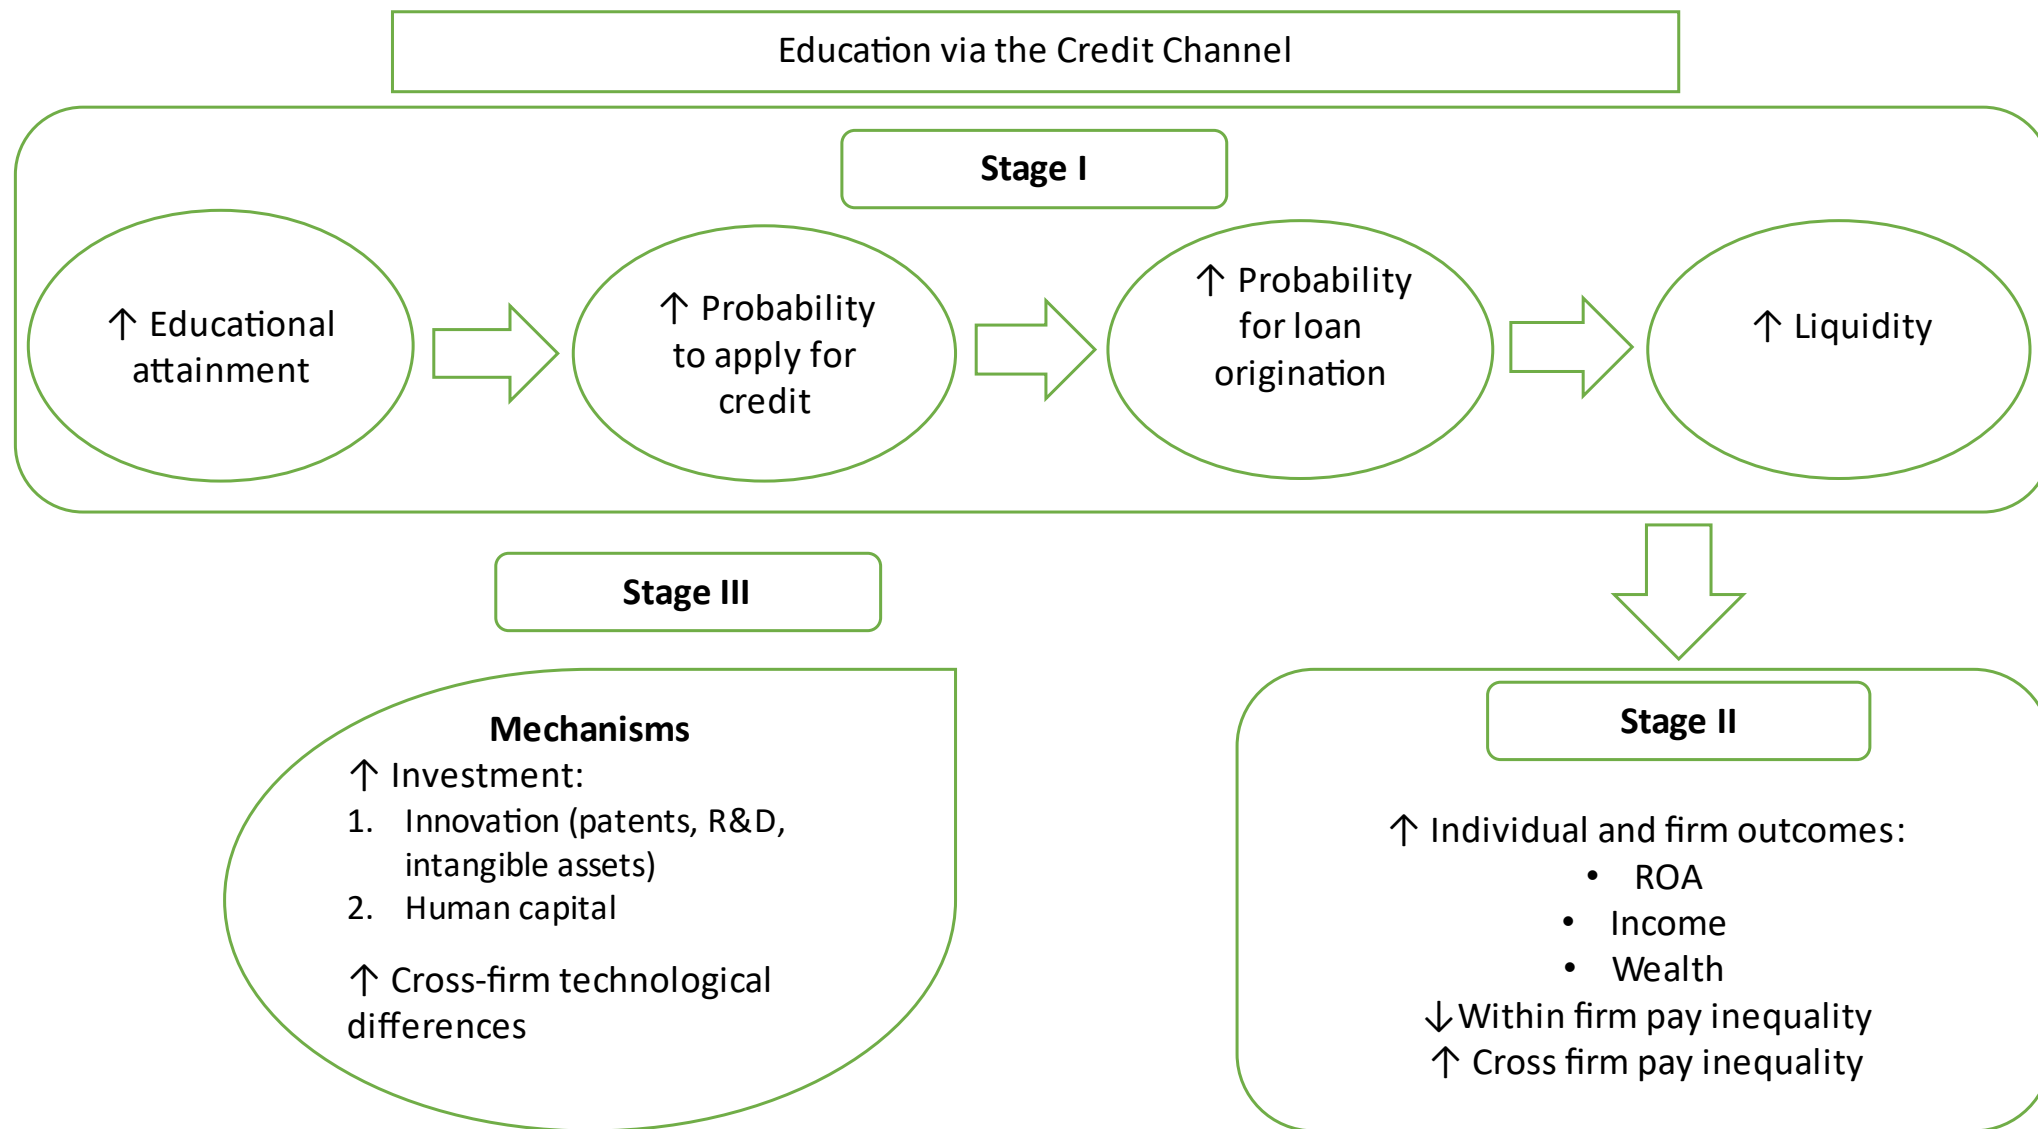 Education via the Credit Channel
Stage I
↑ Educational
attainment
↑ Probability
to apply for
credit
↑ Probability
for loan
origination
↑ Liquidity
Stage III
Mechanisms
↑ Investment:
1. Innovation (patents, R&D,
intangible assets)
2. Human capital
↑ Cross-firm technological
differences
Stage II
↑ Individual and firm outcomes:
• ROA
• Income
• Wealth
↓Within firm pay inequality
↑ Cross firm pay inequality